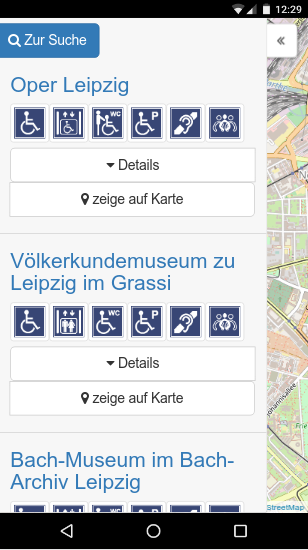 12:29
Zur Suche
«
Oper Leipzig
WC
P
Details
zeige auf Karte
Völkerkundemuseum zu
Leipzig im Grassi
WC
P
Details
zeige auf Karte
Bach-Museum im Bach-
Archiv Leipzig
StreetMap